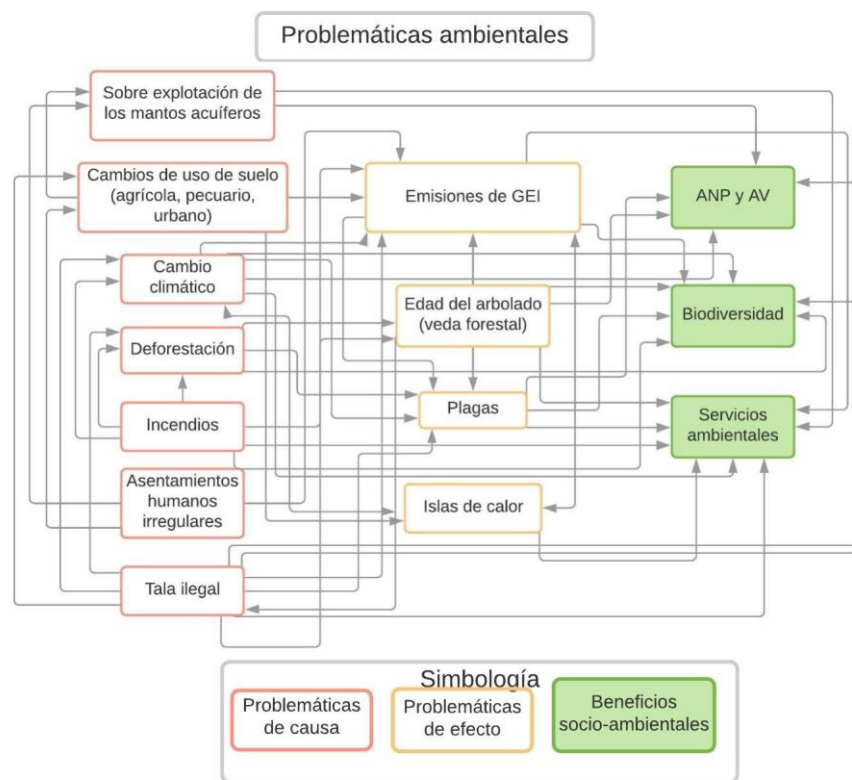 Problemáticas ambientales
Sobre explotación de
los mantos acuíferos
Cambios de uso de suelo
(agrícola, pecuario,
urbano)
Emisiones de GEI
ANP y AV
Cambio
climático
Edad del arbolado
(veda forestal)
Biodiversidad
Deforestación
Plagas
Servicios
ambientales
Incendios
Asentamientos
humanos
irregulares
Islas de calor
Tala ilegal
Simbología
Problemáticas
de causa
Problemáticas
de efecto
Beneficios
socio-ambientales